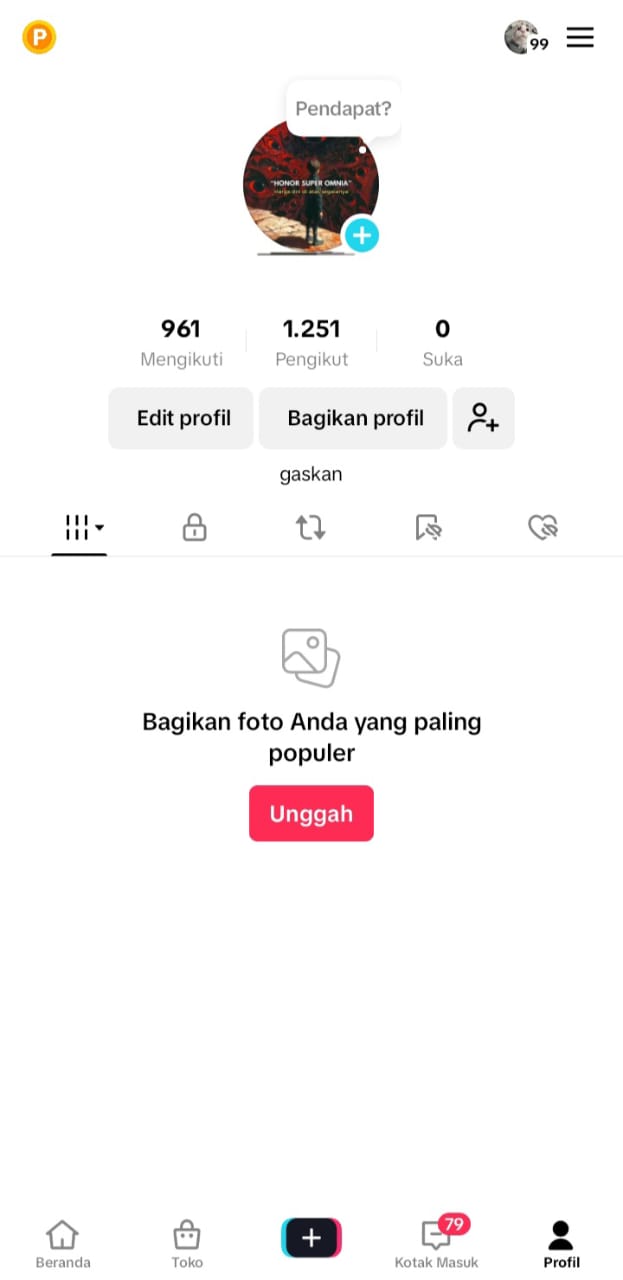 P
99
Pendapat?
"HONOR SUPER OMNIA"
961
Mengikuti
1.251
Pengikut
0
Suka
Edit profil
Bagikan profil
gaskan
Bagikan foto Anda yang paling
populer
Unggah
79
Beranda
Toko
Kotak Masuk
Profil